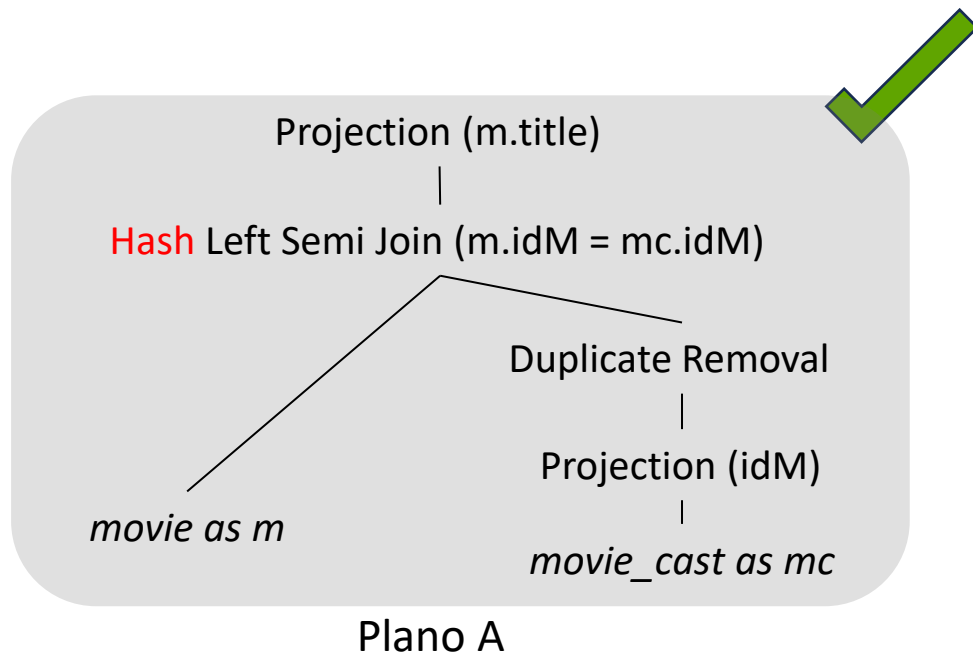 Projection (m.title)
Hash Left Semi Join (m.idM = mc.idM)
Duplicate Removal
Projection (idM)
movie as m
movie_cast as mc
Plano A